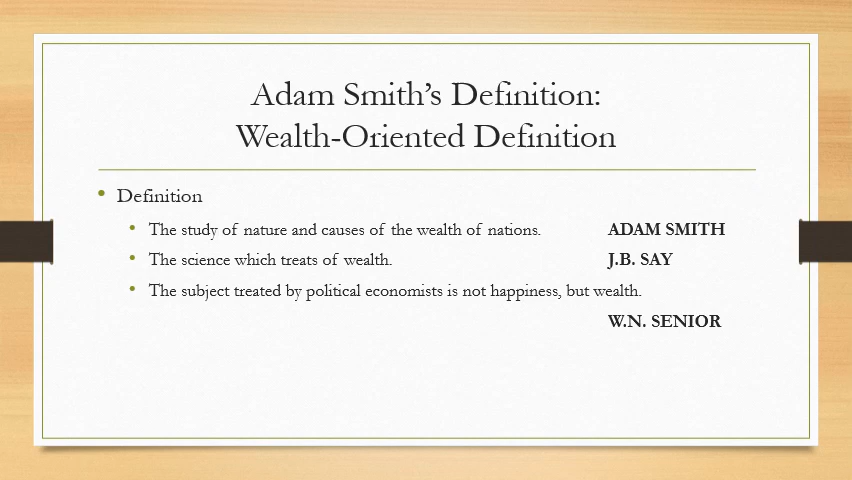 Adam Smith’s Definition:
Wealth-Oriented Definition
• Definition
• The study of nature and causes of the wealth of nations. ADAM SMITH
• The science which treats of wealth. J.B. SAY
• The subject treated by political economists is not happiness, but wealth.
W.N. SENIOR